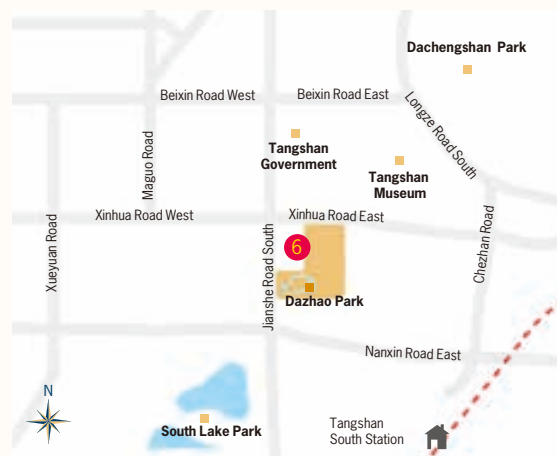 Dachengshan Park
Beixin Road West
Beixin Road East
Longze Road South
Maguo Road
Tangshan
Government
Tangshan
Museum
Xinhua Road West
Xinhua Road East
Xueyuan Road
Jianshe Road South
Chezhan Road
6
Dazhao Park
Nanxin Road East
N
South Lake Park
Tangshan
South Station